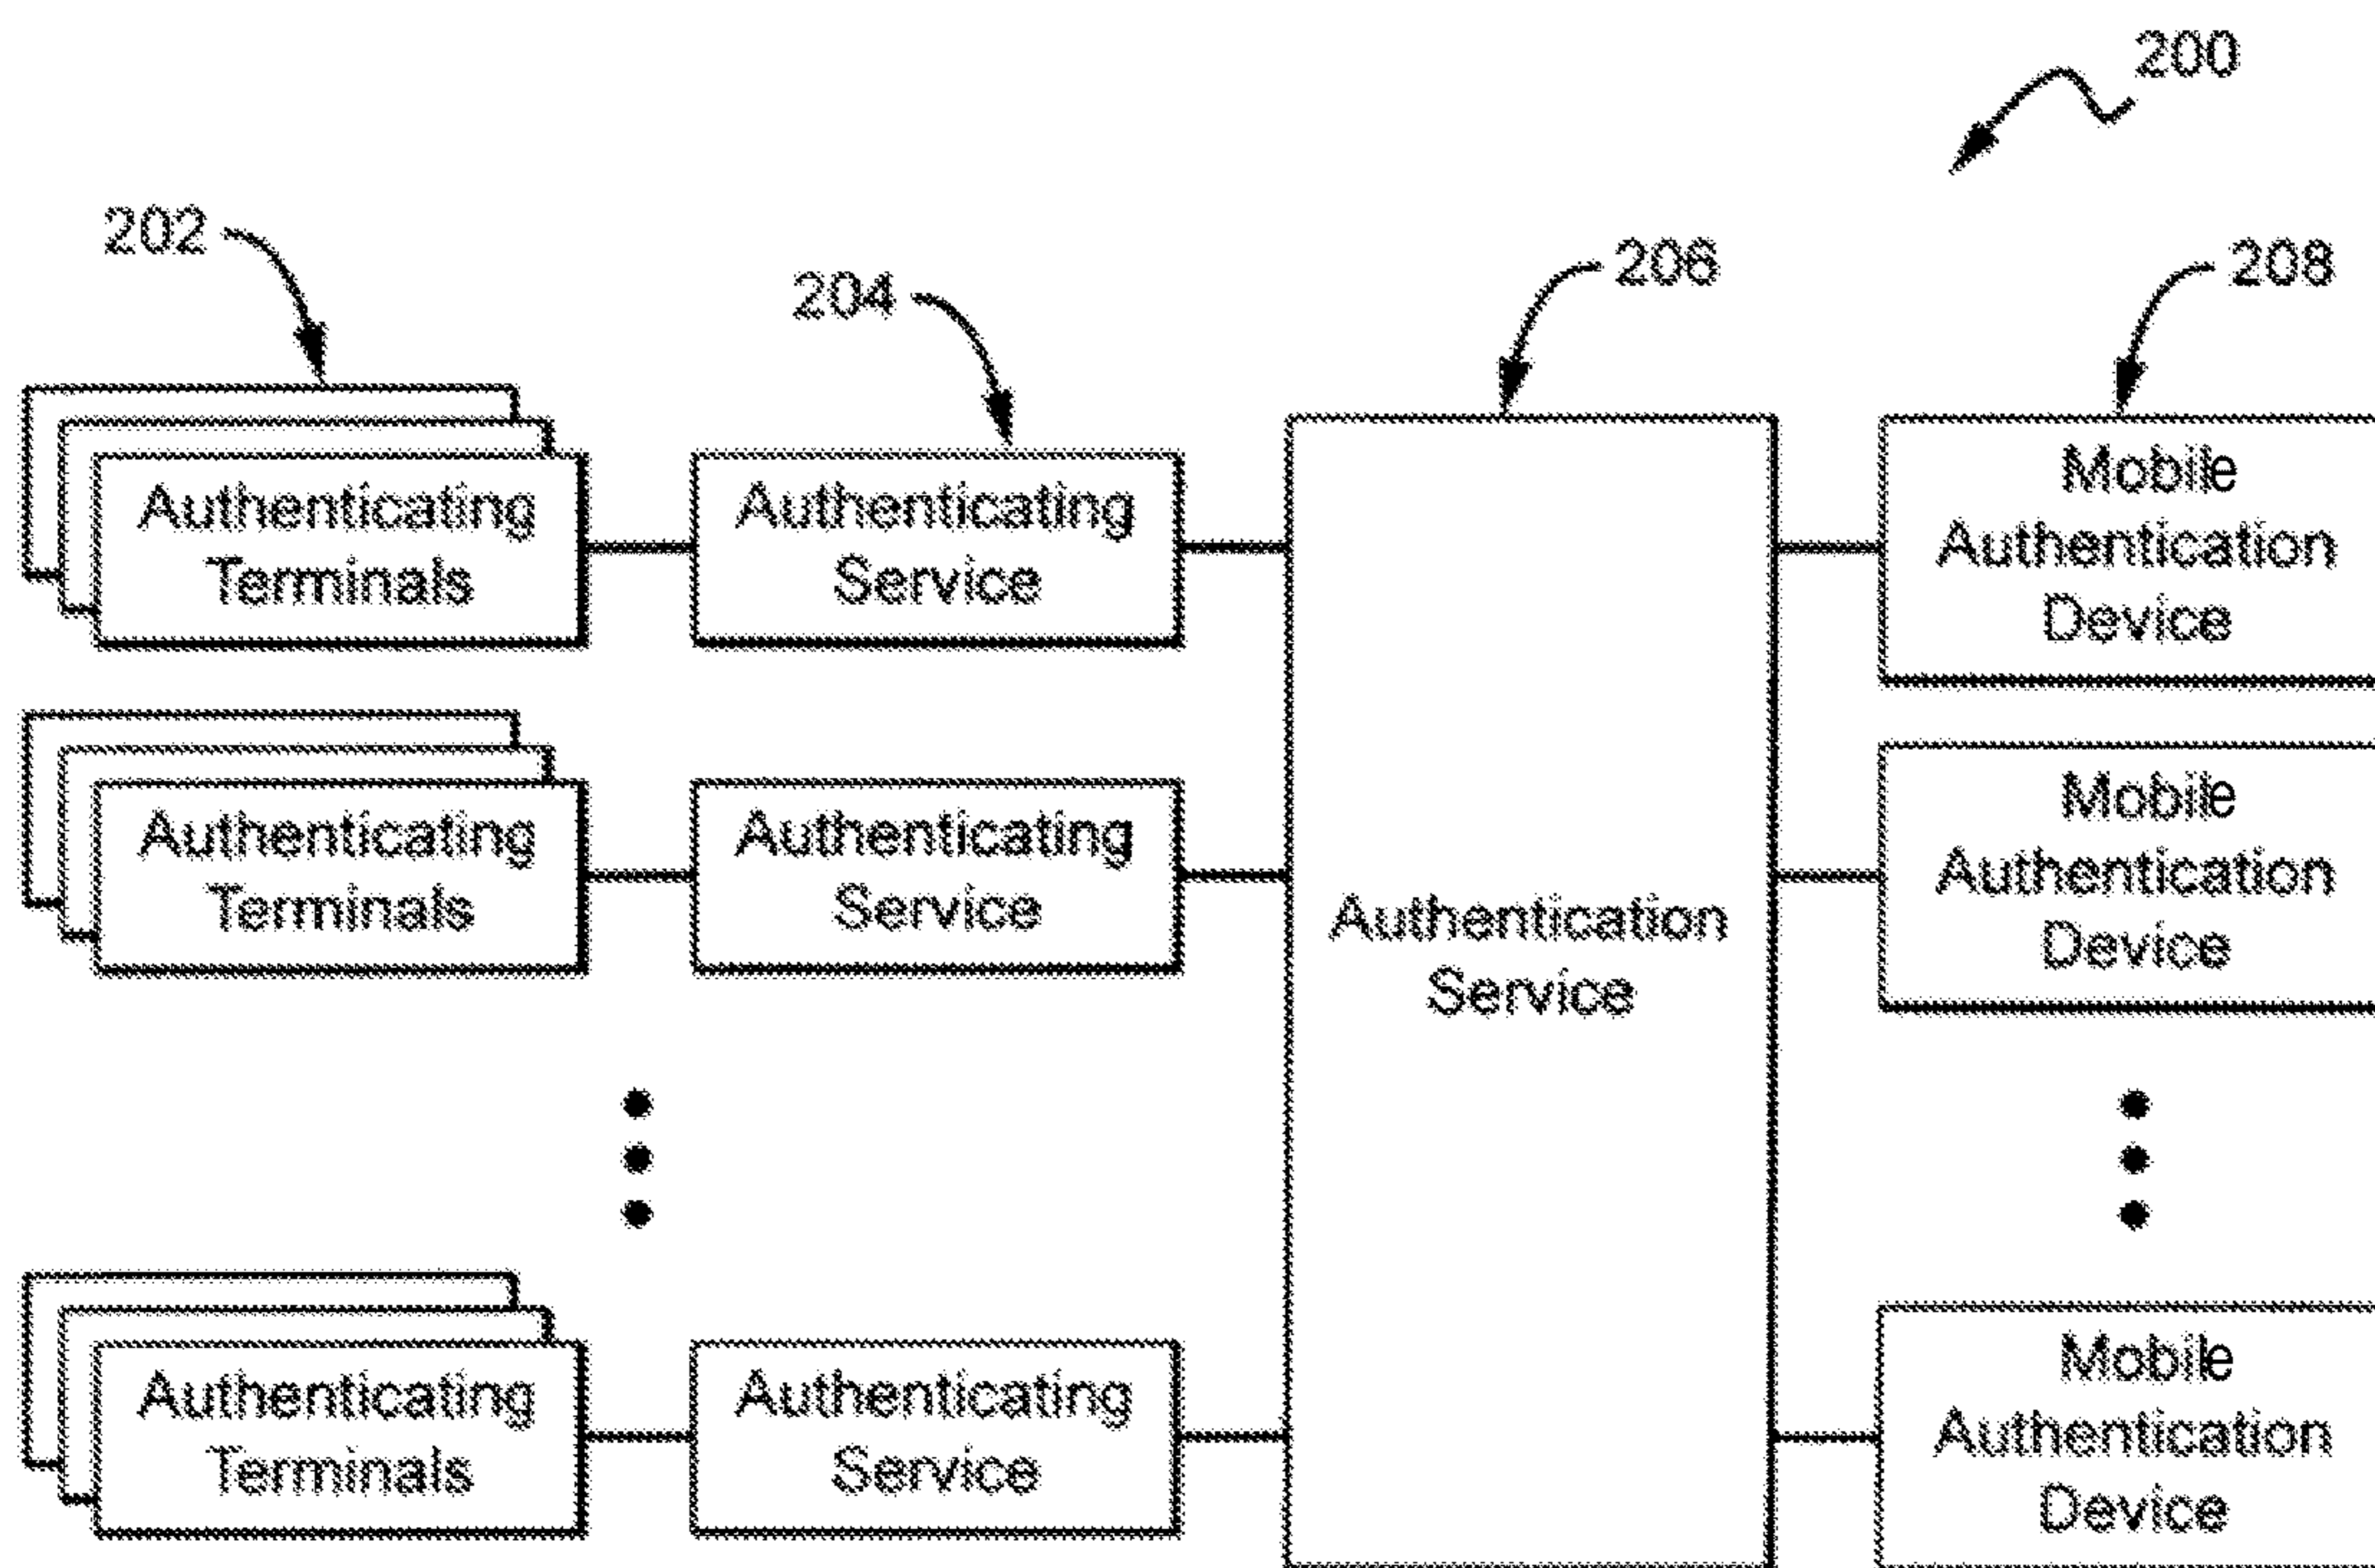 200
202
204
206
208
Authenticating
Terminals
Authenticating
Service
Mobile
Authentication
Device
Authenticating
Terminals
Authenticating
Service
Authentication
Service
Mobile
Authentication
Device
Authenticating
Terminals
Authenticating
Service
Mobile
Authentication
Device